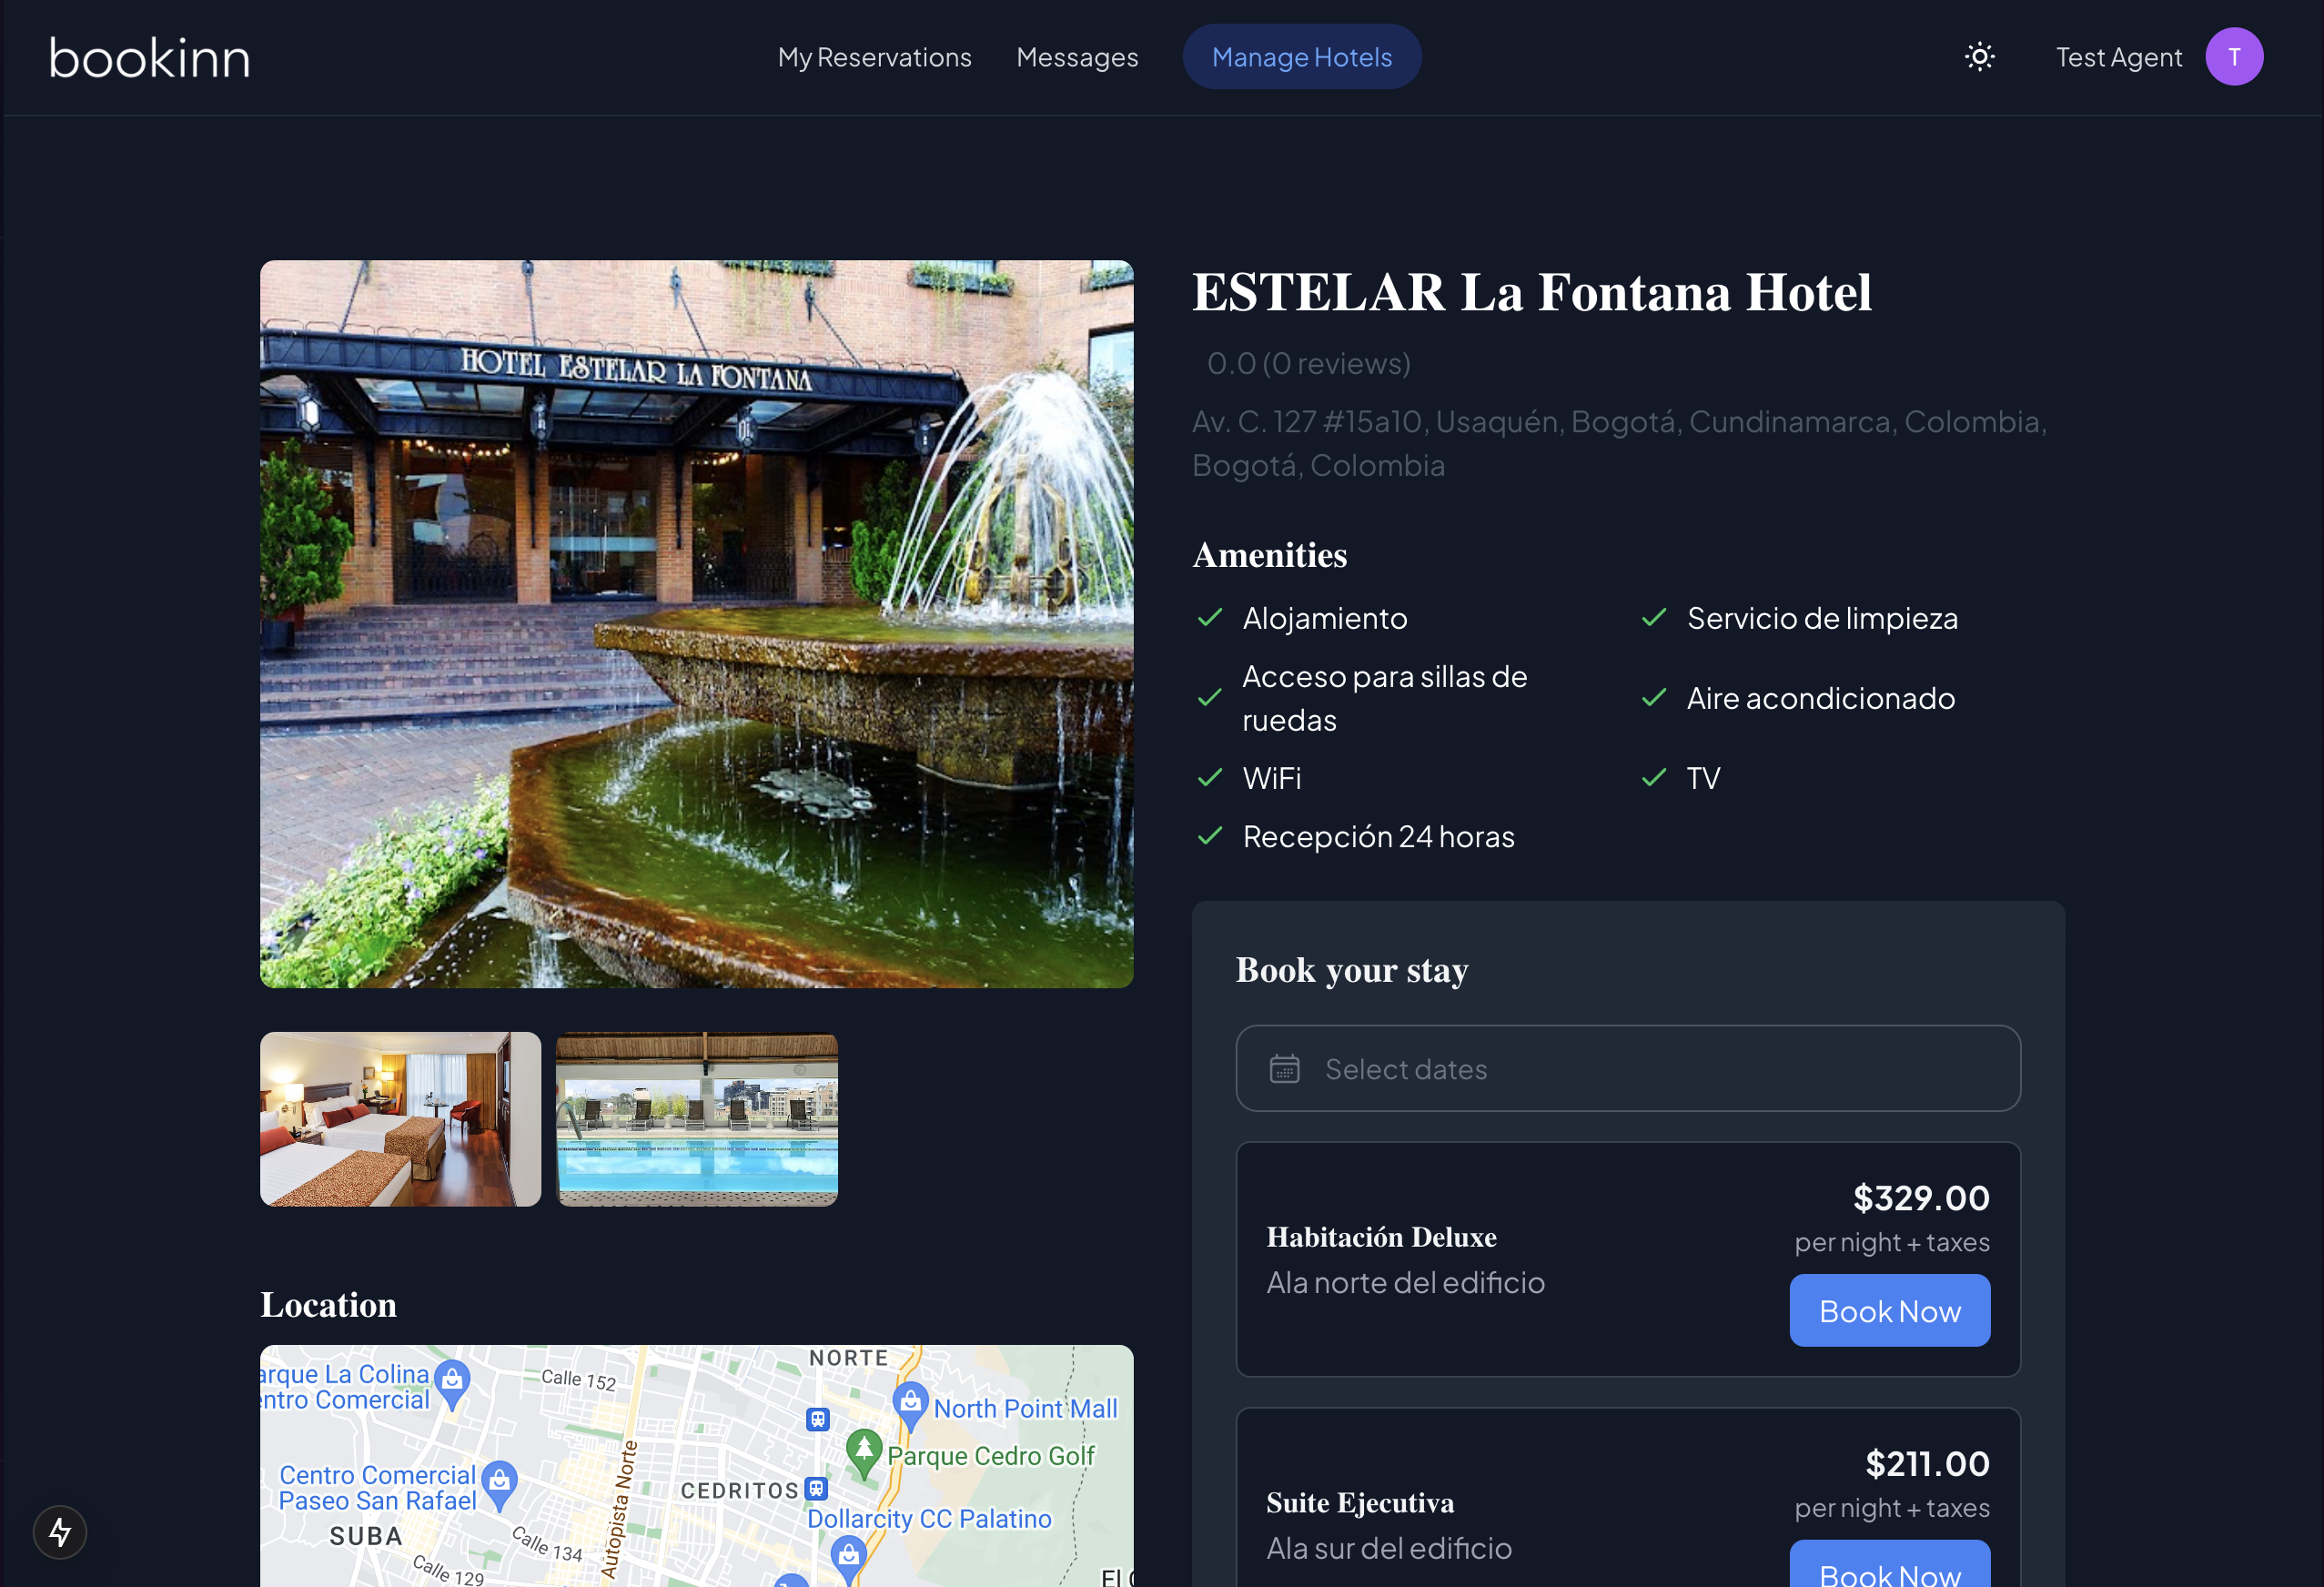 bookinn
My Reservations
Messages
Manage Hotels
Test Agent
T
HOTEL ESTELAR LA FONTANA
ESTELAR La Fontana Hotel
0.0 (0 reviews)
Av. C. 127 #15a10, Usaquén, Bogotá, Cundinamarca, Colombia,
Bogotá, Colombia
Amenities
Alojamiento
Servicio de limpieza
Acceso para sillas de
ruedas
Aire acondicionado
WiFi
TV
Recepción 24 horas
Book your stay
Select dates
Habitación Deluxe
Ala norte del edificio
$329.00
per night + taxes
Book Now
Suite Ejecutiva
Ala sur del edificio
$211.00
per night + taxes
Book Now
Location
NORTE
arque La Colina
entro Comercial
Calle 152
North Point Mall
Parque Cedro Golf
Centro Comercial
Paseo San Rafael
Autopista Norte
CEDRITOS
Dollarcity CC Palatino
SUBA
Calle 134
Calle 129